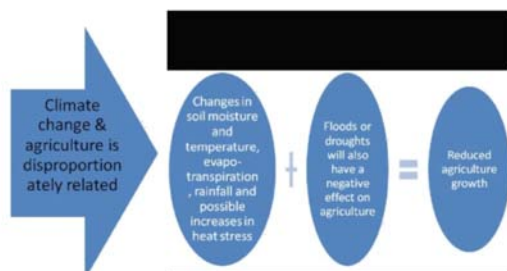 Climate
change &
agriculture is
disproportion
ately related
Changes in
soil moisture
and
temperature,
evapo-
transpiration
, rainfall and
possible
increases in
heat stress
+
Floods or
droughts
will also
have a
negative
effect on
agriculture
=
Reduced
agriculture
growth